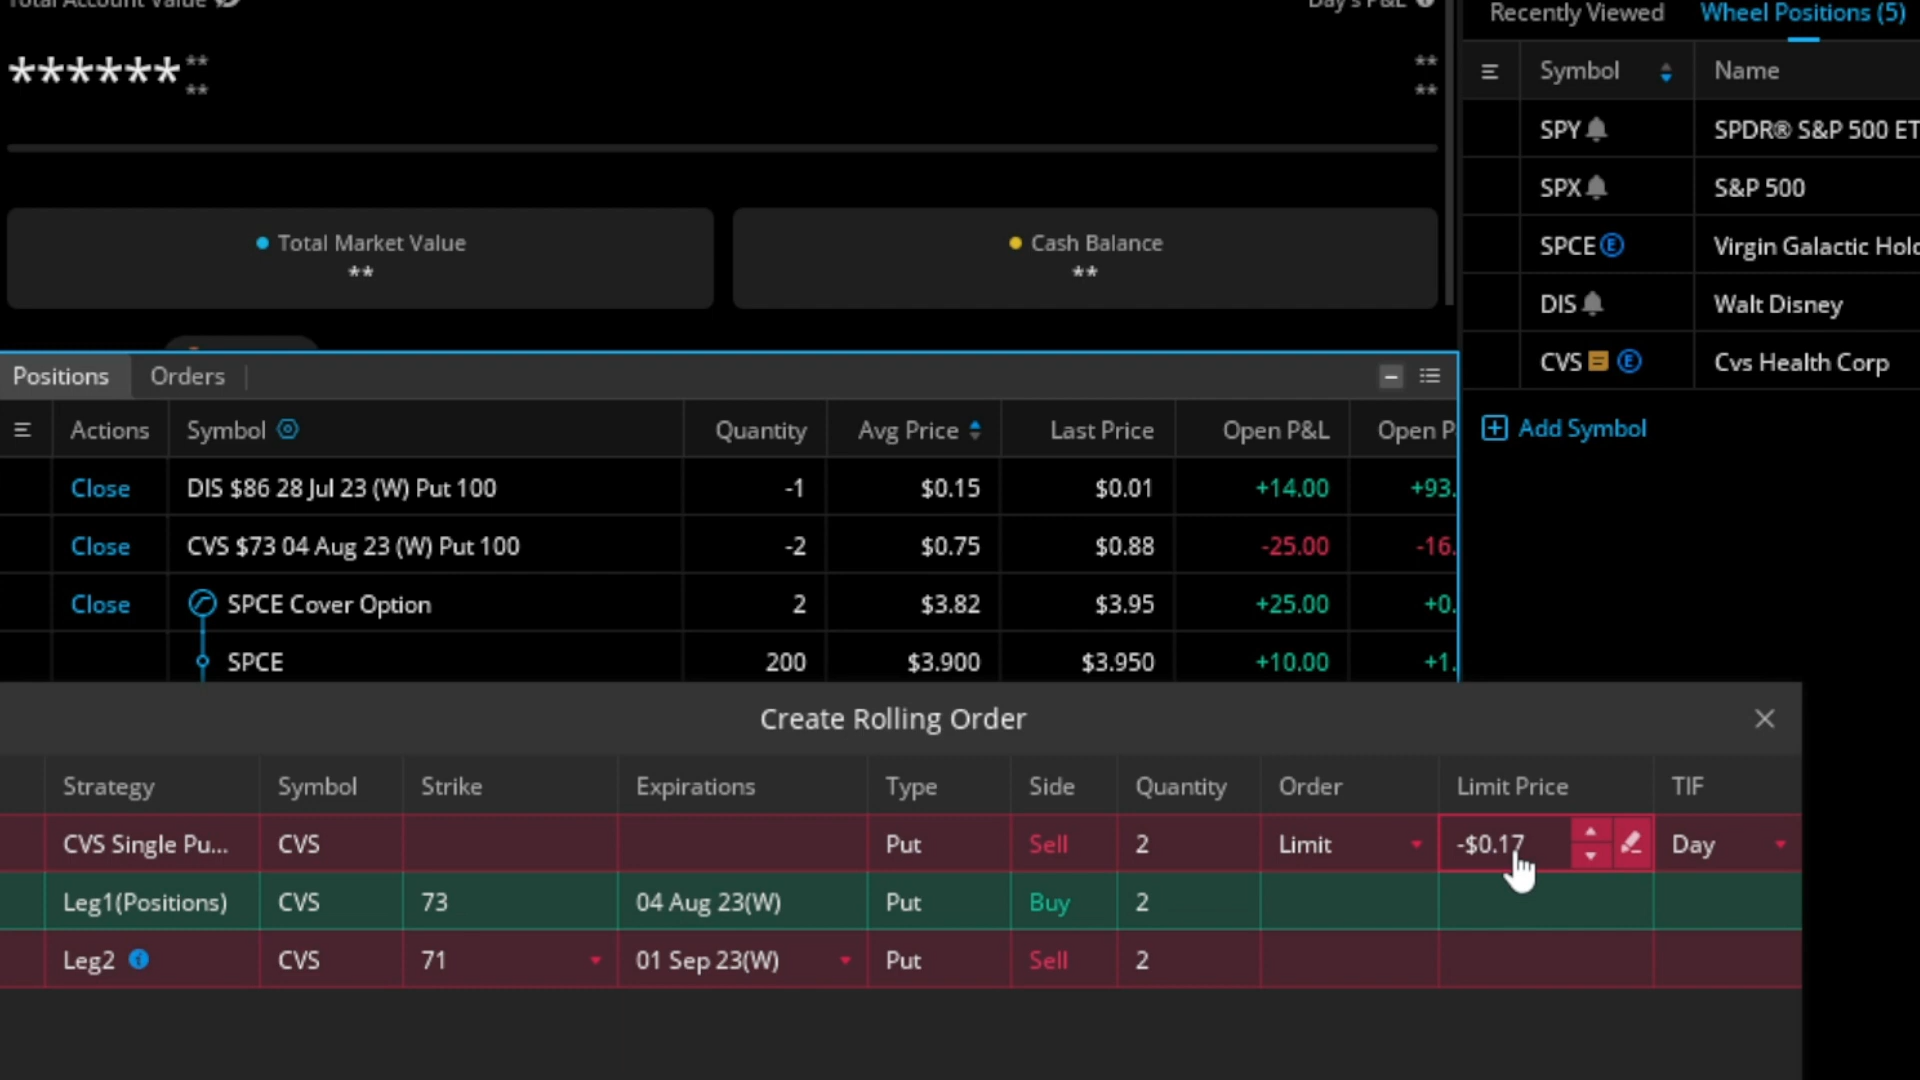 Total Account Value
Day's P&L
******
**
**
**
**
Total Market Value
**
Cash Balance
**
Recently Viewed Wheel Positions (5)
Symbol Name
SPY SPDR® S&P 500 ET
SPX S&P 500
SPCE E Virgin Galactic Holc
DIS Walt Disney
CVS E Cvs Health Corp
Add Symbol
Positions Orders
Actions Symbol Quantity Avg Price Last Price Open P&L Open P
Close DIS $86 28 Jul 23 (W) Put 100 -1 $0.15 $0.01 +14.00 +93.
Close CVS $73 04 Aug 23 (W) Put 100 -2 $0.75 $0.88 -25.00 -16.
Close SPCE Cover Option 2 $3.82 $3.95 +25.00 +0.
SPCE 200 $3.900 $3.950 +10.00 +1.
Create Rolling Order
Strategy Symbol Strike Expirations Type Side Quantity Order Limit Price TIF
CVS Single Pu... CVS Put Sell 2 Limit -$0.17 Day
Leg1(Positions) CVS 73 04 Aug 23(W) Put Buy 2
Leg2 CVS 71 01 Sep 23(W) Put Sell 2